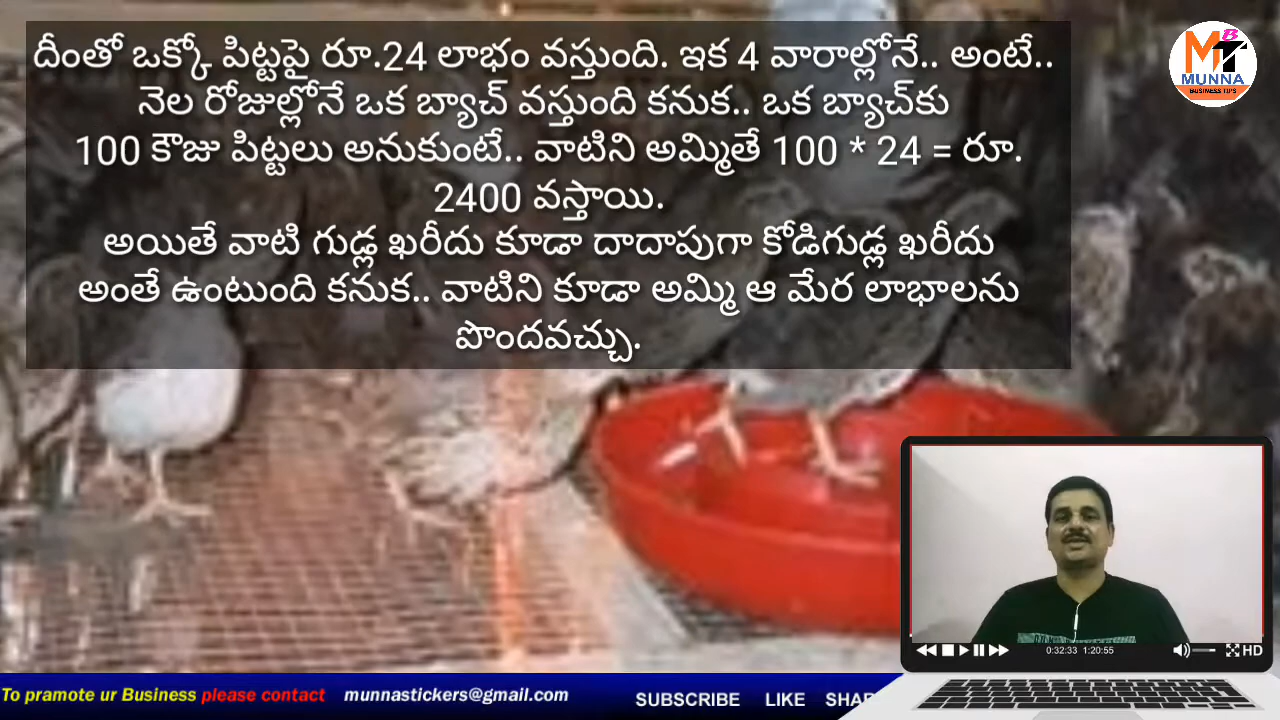 దీంతో ఒక్కో పిట్టపై రూ.24 లాభం వస్తుంది. ఇక 4 వారాల్లోనే.. అంటే..
నెల రోజుల్లోనే ఒక బ్యాచ్ వస్తుంది కనుక.. ఒక బ్యాచ్‌కు
100 కౌజు పిట్టలు అనుకుంటే.. వాటిని అమ్మితే 100 * 24 = రూ.
2400 వస్తాయి.
అయితే వాటి గుడ్ల ఖరీదు కూడా దాదాపుగా కోడిగుడ్ల ఖరీదు
అంతే ఉంటుంది కనుక.. వాటిని కూడా అమ్మి ఆ మేర లాభాలను
పొందవచ్చు.
MBT
MUNNA
BUSINESS TIPS
0:32:33 1:20:55
HD
To pramote ur Business please contact munnastickers@gmail.com
SUBSCRIBE LIKE SHAR